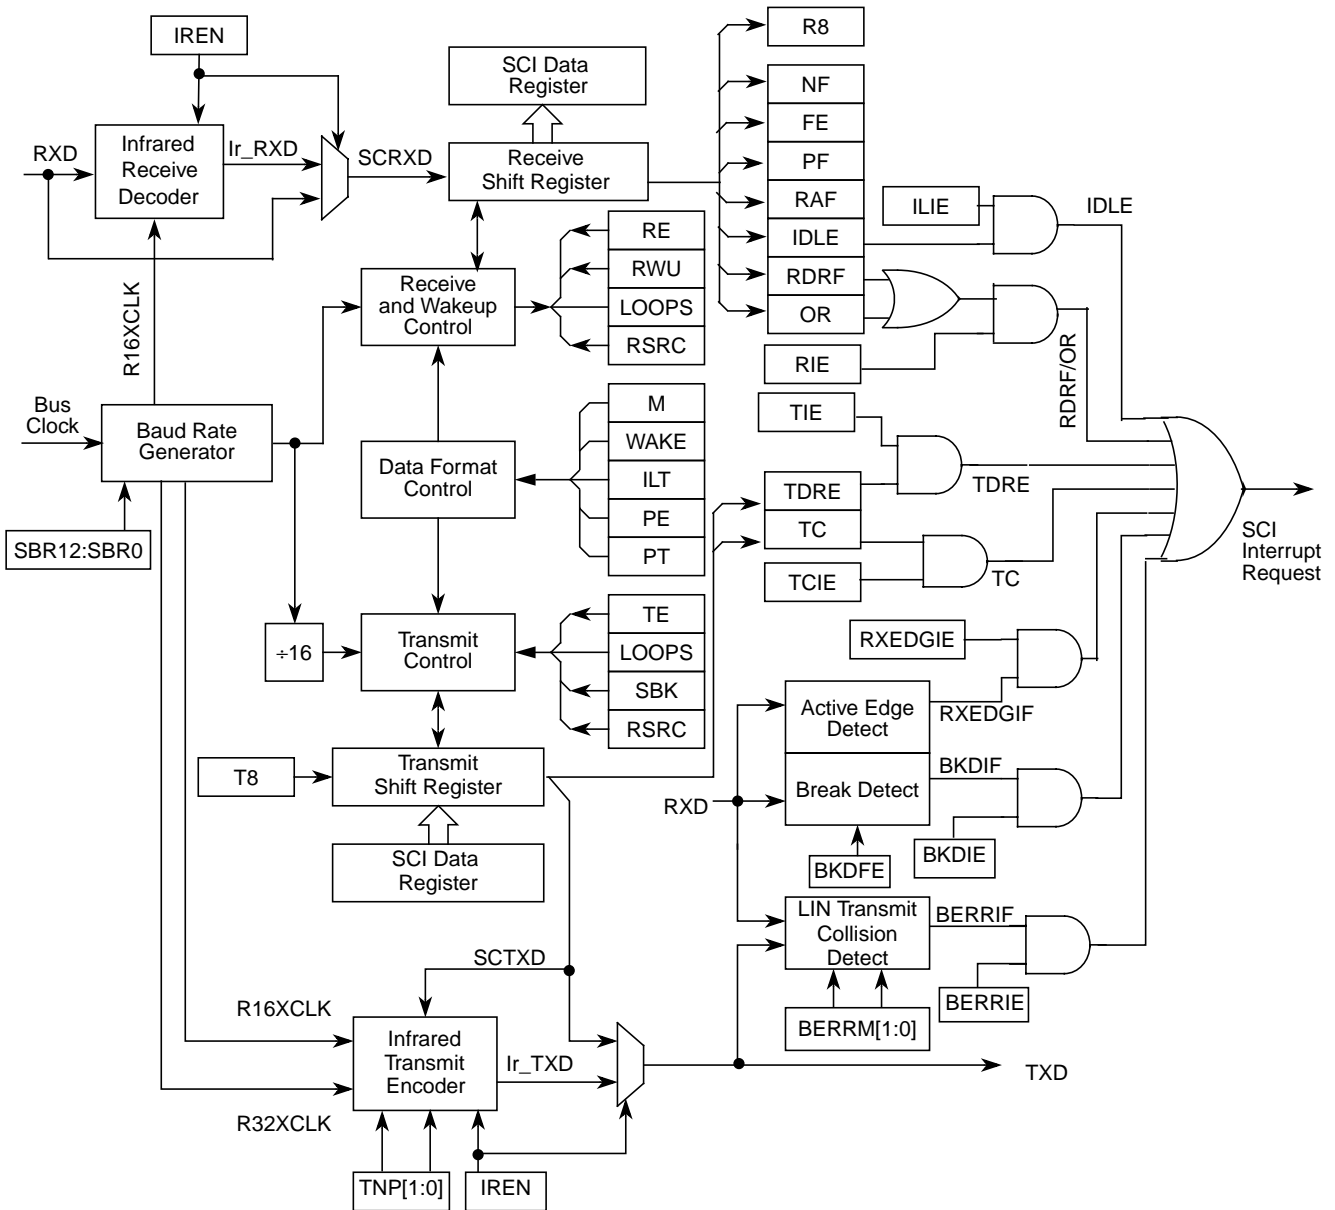 IREN
SCI Data
Register
R8
NF
FE
PF
RAF
IDLE
RDRF
OR
RXD
Infrared
Receive
Decoder
Ir_RXD
SCRXD
Receive
Shift Register
ILIE
IDLE
RE
RWU
LOOPS
RSRC
Receive
and Wakeup
Control
R16XCLK
RIE
RDRF/OR
Bus
Clock
Baud Rate
Generator
SBR12:SBR0
M
WAKE
ILT
PE
PT
Data Format
Control
TIE
TDRE
TC
TCIE
TDRE
TC
SCI
Interrupt
Request
÷16
Transmit
Control
TE
LOOPS
SBK
RSRC
RXEDGIE
Active Edge
Detect
RXEDGIF
T8
Transmit
Shift Register
RXD
Break Detect
BKDIF
BKDIE
BKDFE
SCI Data
Register
LIN Transmit
Collision
Detect
BERRIF
BERRIE
BERRM[1:0]
SCTXD
R16XCLK
Infrared
Transmit
Encoder
Ir_TXD
TXD
R32XCLK
TNP[1:0]
IREN